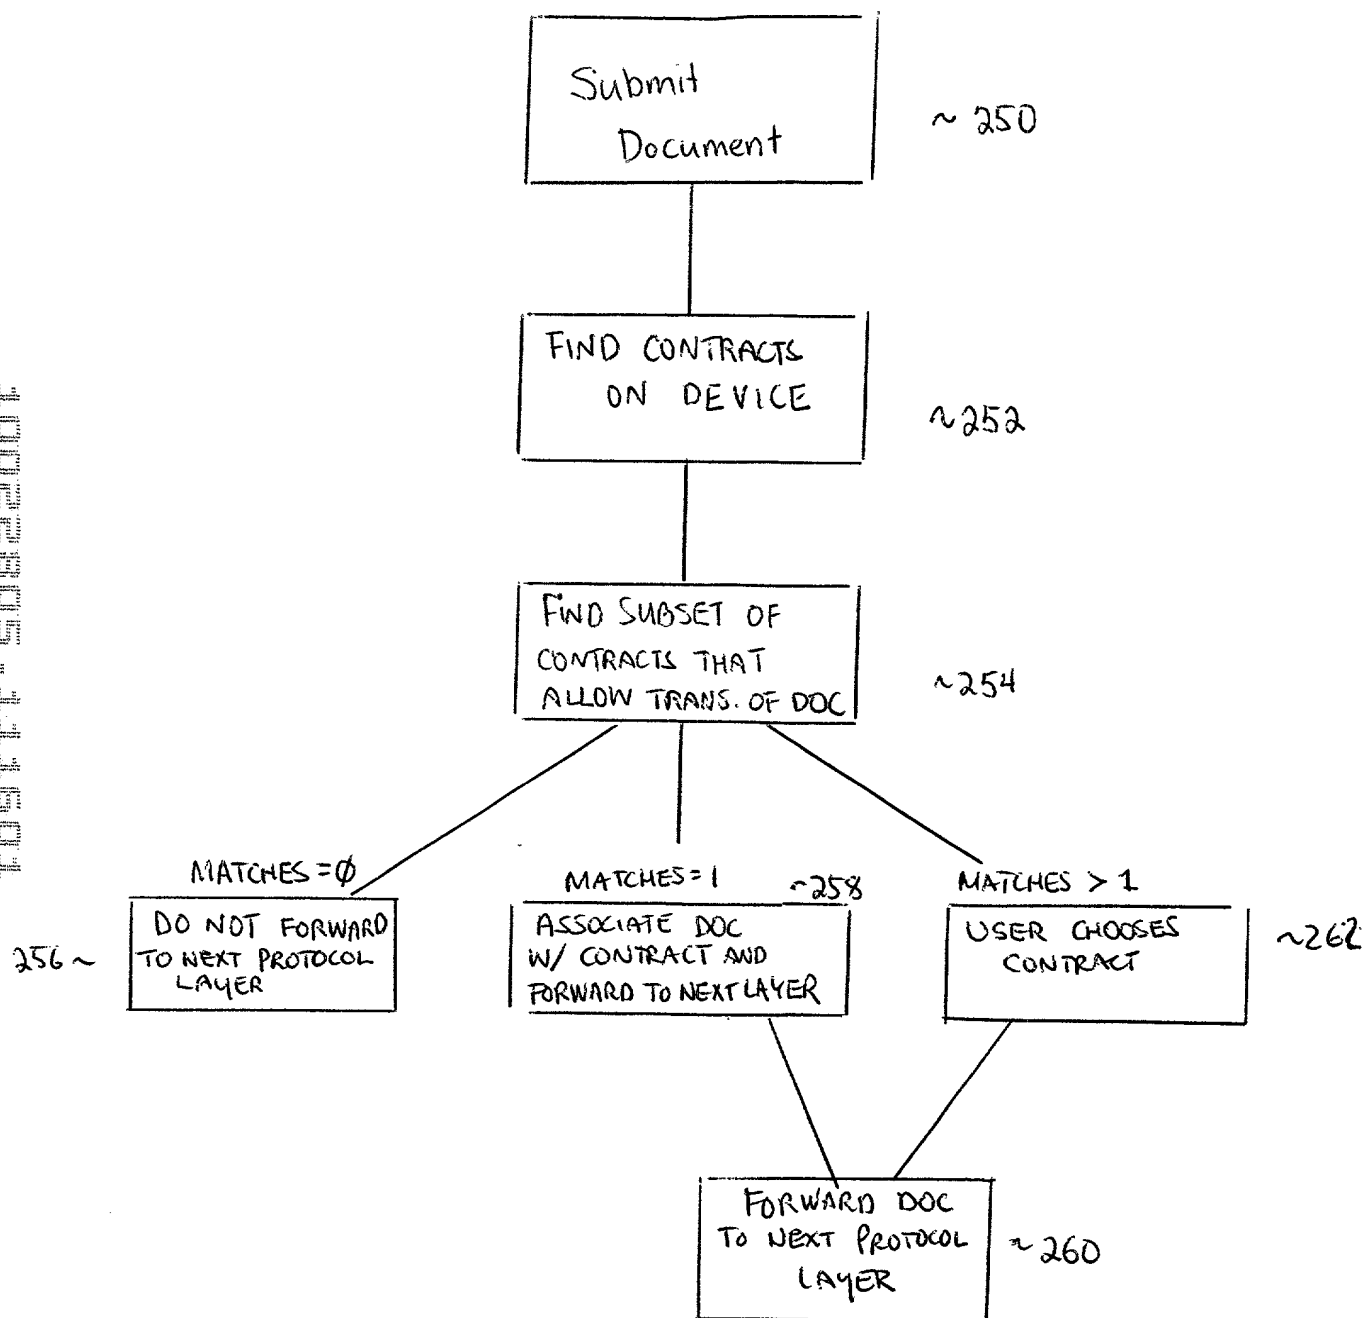 Submit
Document
~ 250
FIND CONTRACTS
ON DEVICE
~252
FIND SUBSET OF
CONTRACTS THAT
ALLOW TRANS. OF DOC
~254
MATCHES = Ø
256 ~
DO NOT FORWARD
TO NEXT PROTOCOL
LAYER
MATCHES = 1
~258
ASSOCIATE DOC
W/ CONTRACT AND
FORWARD TO NEXT LAYER
MATCHES > 1
USER CHOOSES
CONTRACT
~262
FORWARD DOC
TO NEXT PROTOCOL
LAYER
~ 260